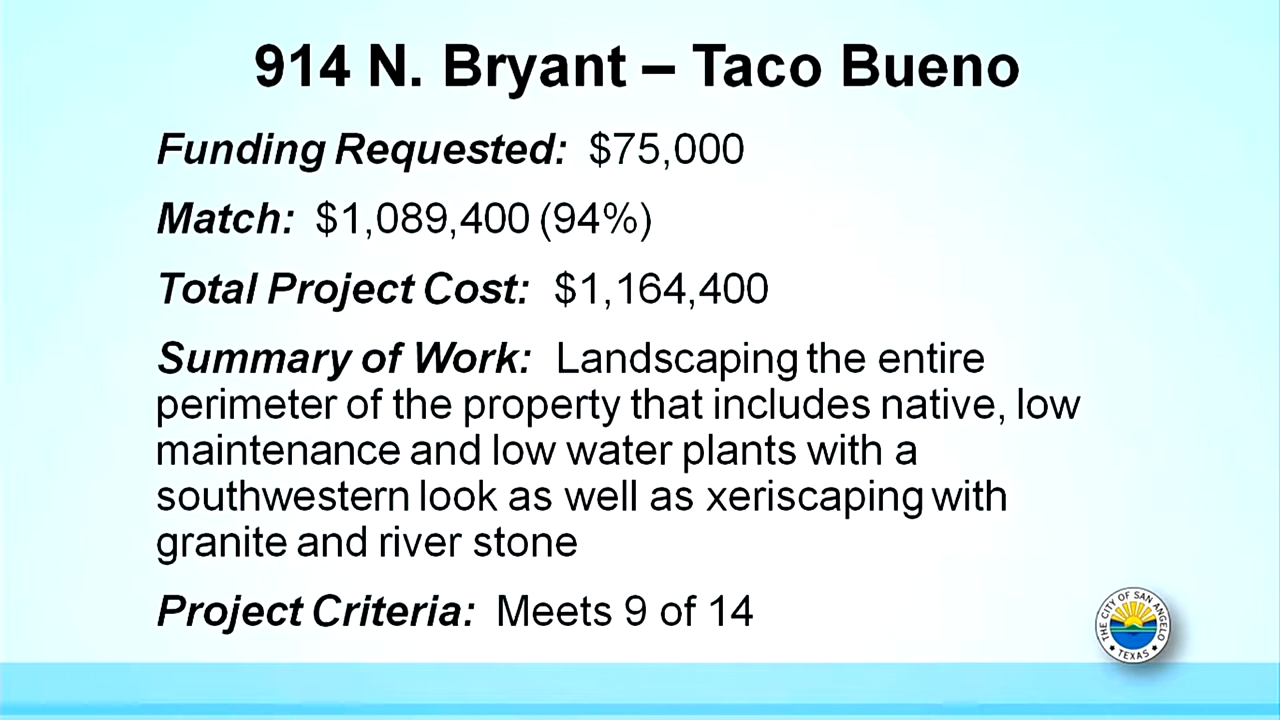 914 N. Bryant – Taco Bueno
Funding Requested: $75,000
Match: $1,089,400 (94%)
Total Project Cost: $1,164,400
Summary of Work: Landscaping the entire
perimeter of the property that includes native, low
maintenance and low water plants with a
southwestern look as well as xeriscaping with
granite and river stone
Project Criteria: Meets 9 of 14
THE CITY OF SAN ANGELO
TEXAS